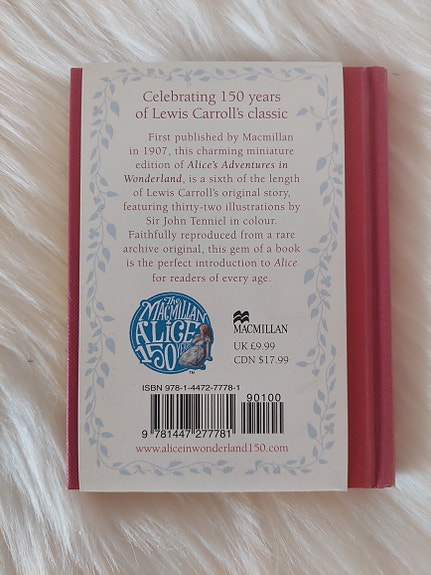 Celebrating 150 years
of Lewis Carroll's classic
First published by Macmillan
in 1907, this charming miniature
edition of Alice's Adventures in
Wonderland, is a sixth of the length
of Lewis Carroll's original story,
featuring thirty-two illustrations by
Sir John Tenniel in colour.
Faithfully reproduced from a rare
archive original, this gem of a book
is the perfect introduction to Alice
for readers of every age.
The
MACMILLAN
ALICE
150
TM
MACMILLAN
UK £9.99
CDN $17.99
ISBN 978-1-4472-7778-1
90100
9 781447 277781
www.aliceinwonderland150.com